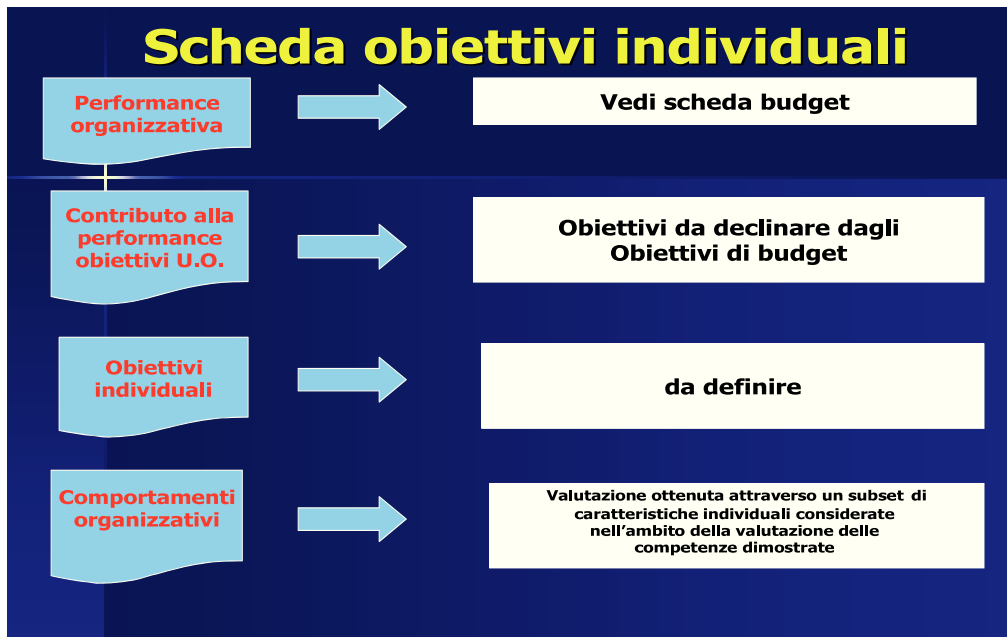 Scheda obiettivi individuali
Performance
organizzativa
Vedi scheda budget
Contributo alla
performance
obiettivi U.O.
Obiettivi da declinare dagli
Obiettivi di budget
Obiettivi
individuali
da definire
Comportamenti
organizzativi
Valutazione ottenuta attraverso un subset di
caratteristiche individuali considerate
nell’ambito della valutazione delle
competenze dimostrate